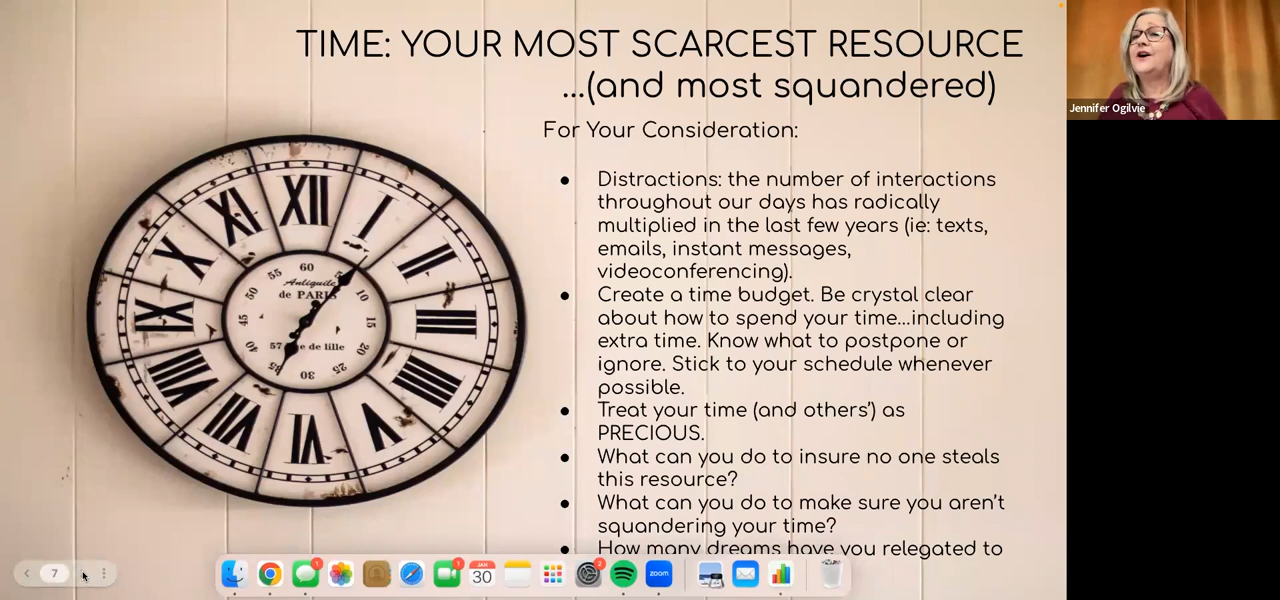 TIME: YOUR MOST SCARCEST RESOURCE
...(and most squandered)
Jennifer Ogilvie
For Your Consideration:
● Distractions: the number of interactions
throughout our days has radically
multiplied in the last few years (ie: texts,
emails, instant messages,
videoconferencing).
● Create a time budget. Be crystal clear
about how to spend your time...including
extra time. Know what to postpone or
ignore. Stick to your schedule whenever
possible.
● Treat your time (and others') as
PRECIOUS.
● What can you do to insure no one steals
this resource?
● What can you do to make sure you aren't
squandering your time?
● How many dreams have you relegated to
XII
I
II
III
IIII
V
VI
VII
VIII
IX
X
XI
60
10
15
20
25
30
35
40
45
50
55
Antiquité
de PARIS
57
de lille
7
1
1
JAN
30
2
zoom